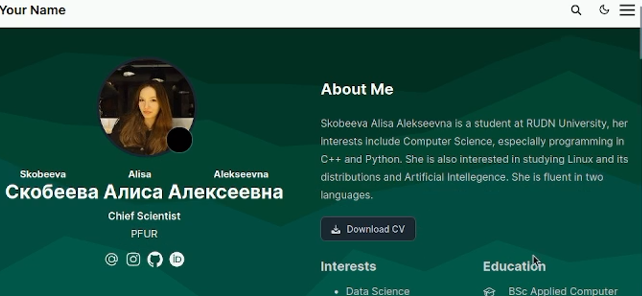 Your Name
Skobeeva Alisa Alekseevna
Скобеева Алиса Алексеевна
Chief Scientist
PFUR
iD
About Me
Skobeeva Alisa Alekseevna is a student at RUDN University, her
interests include Computer Science, especially programming in
C++ and Python. She is also interested in studying Linux and its
distributions and Artificial Intellegence. She is fluent in two
languages.
Download CV
Interests
Data Science
Education
BSc Applied Computer